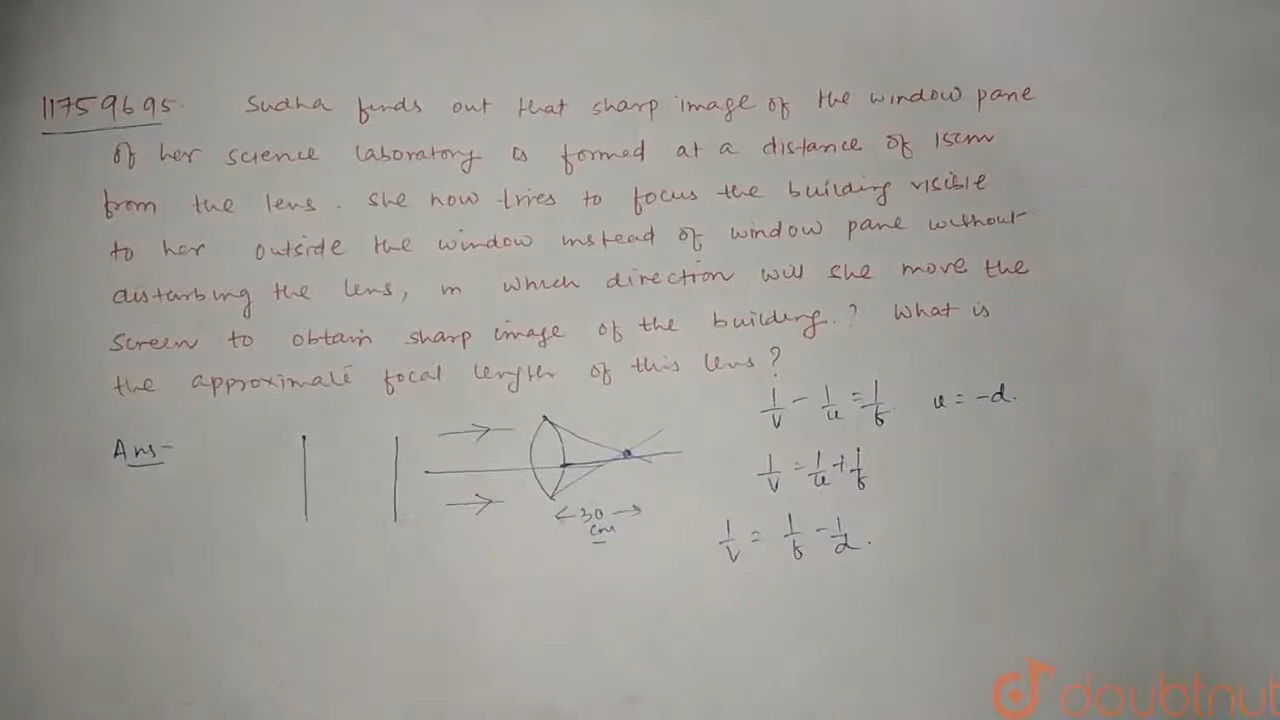 11759695. Sudha finds out that sharp image of the window pane
of her science laboratory is formed at a distance of 15cm
from the lens. She now tries to focus the building visible
to her outside the window instead of window pane without
disturbing the lens, in which direction will she move the
screen to obtain sharp image of the building.? What is
the approximate focal length of this lens?
1/v - 1/u = 1/f. u = -d.
Ans-
1/v = 1/u + 1/f
<- 30 ->
cm
1/v = 1/f - 1/d.
doubtnut